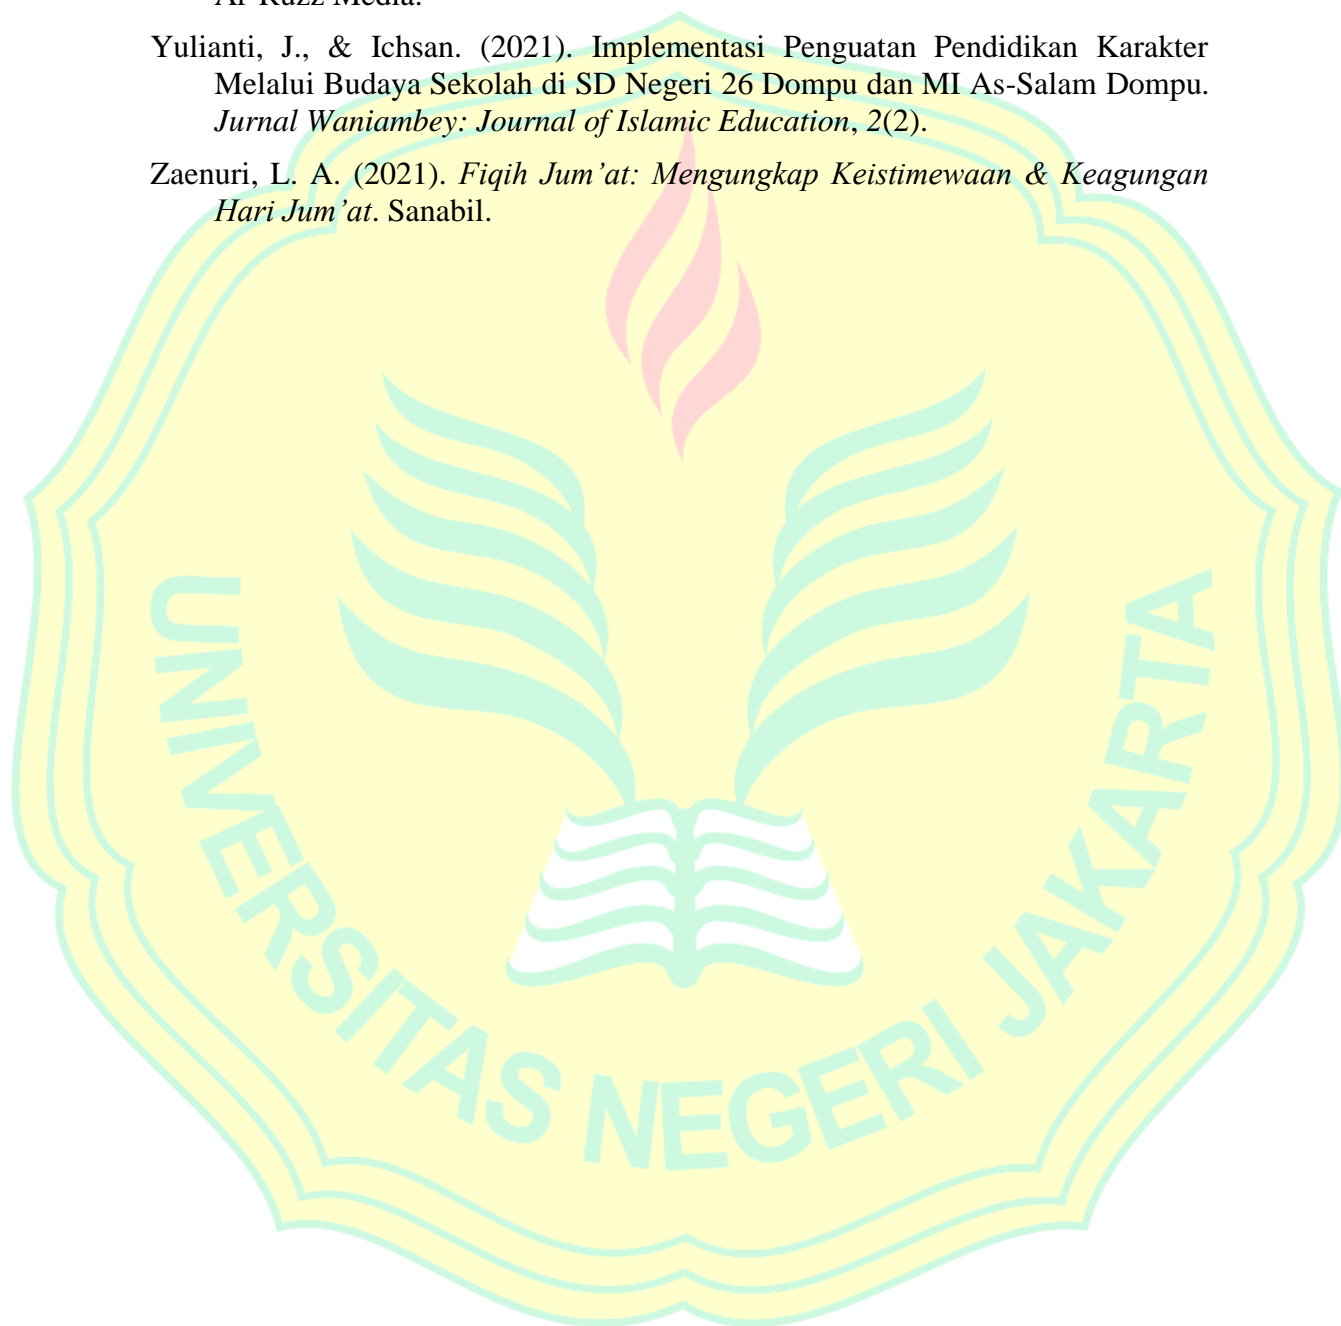 Ar-Ruzz Media.
Yulianti, J., & Ichsan. (2021). Implementasi Penguatan Pendidikan Karakter
Melalui Budaya Sekolah di SD Negeri 26 Dompu dan MI As-Salam Dompu.
Jurnal Waniambey: Journal of Islamic Education, 2(2).
Zaenuri, L. A. (2021). Fiqih Jum’at: Mengungkap Keistimewaan & Keagungan
Hari Jum’at. Sanabil.
UNIVERSITAS NEGERI JAKARTA